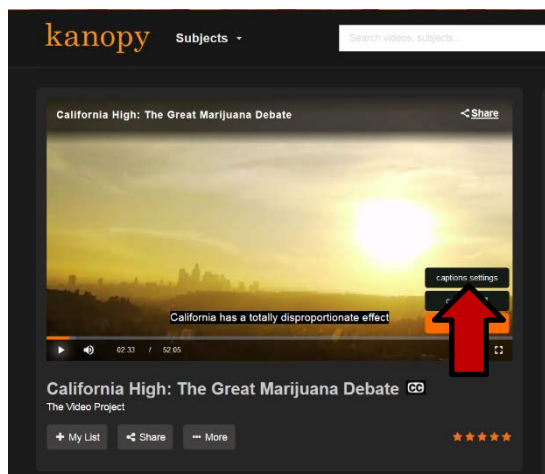 kanopy
Subjects
Search videos, subjects...
California High: The Great Marijuana Debate
Share
captions settings
California has a totally disproportionate effect
02:33 / 52:05
California High: The Great Marijuana Debate CC
The Video Project
+ My List
Share
··· More